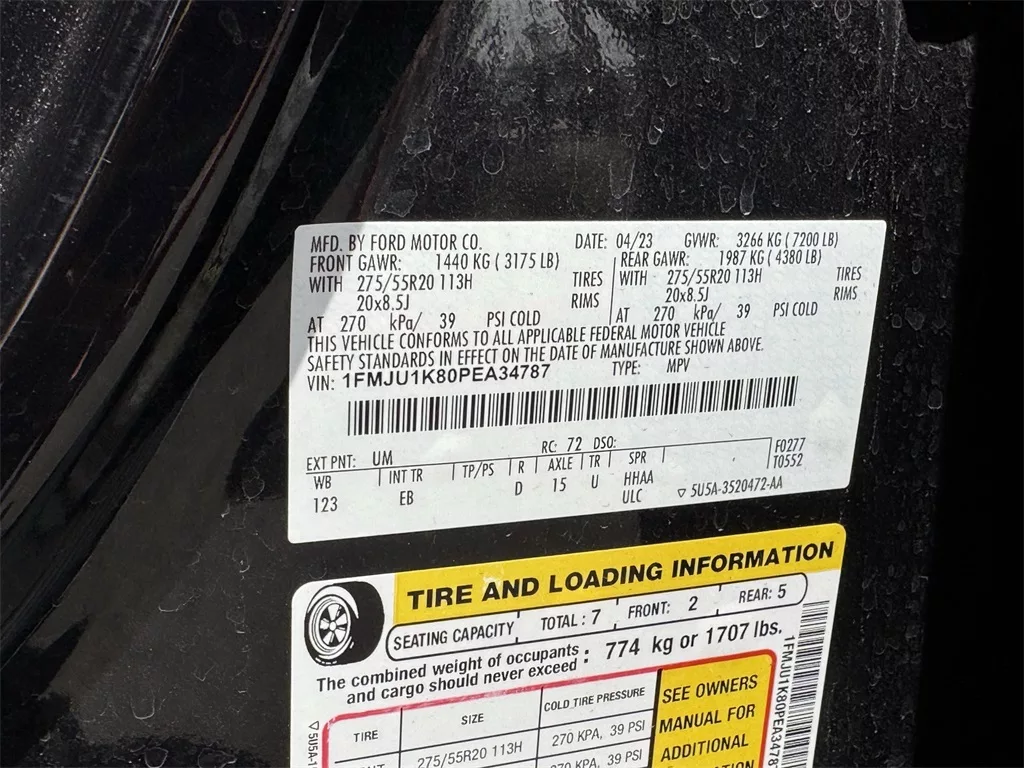 MFD. BY FORD MOTOR CO. DATE: 04/23 GVWR: 3266 KG ( 7200 LB)
FRONT GAWR: 1440 KG ( 3175 LB) REAR GAWR: 1987 KG ( 4380 LB)
WITH 275/55R20 113H TIRES WITH 275/55R20 113H TIRES
20x8.5J RIMS 20x8.5J RIMS
AT 270 kPa/ 39 PSI COLD AT 270 kPa/ 39 PSI COLD
THIS VEHICLE CONFORMS TO ALL APPLICABLE FEDERAL MOTOR VEHICLE
SAFETY STANDARDS IN EFFECT ON THE DATE OF MANUFACTURE SHOWN ABOVE.
VIN: 1FMJU1K80PEA34787 TYPE: MPV
EXT PNT: UM RC: 72 DSO: F0277
WB INT TR TP/PS R AXLE TR SPR T0552
123 EB D 15 U HHAA
ULC 5U5A-3520472-AA
TIRE AND LOADING INFORMATION
SEATING CAPACITY TOTAL : 7 FRONT: 2 REAR: 5
The combined weight of occupants and cargo should never exceed : 774 kg or 1707 lbs.
TIRE SIZE COLD TIRE PRESSURE
275/55R20 113H 270 KPA, 39 PSI
270 KPA, 39 PSI
SEE OWNERS
MANUAL FOR
ADDITIONAL
1FMJU1K80PEA34787
5U5A-1